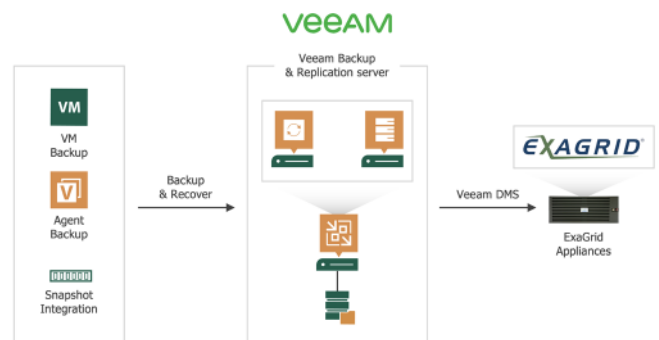 VEEAM
Veeam Backup
& Replication server
VM
VM
Backup
V
Agent
Backup
Snapshot
Integration
Backup
& Recover
Veeam DMS
EXAGRID®
ExaGrid
Appliances